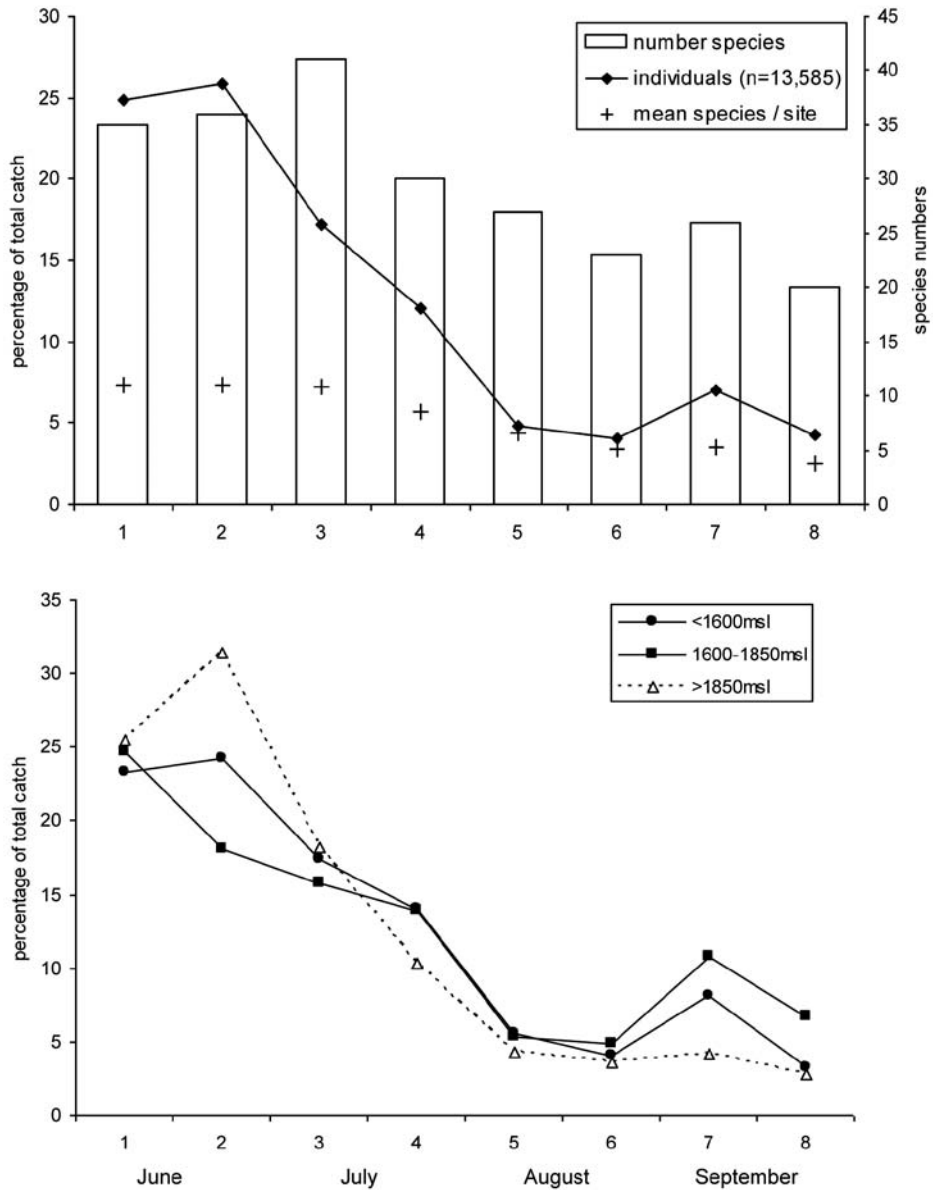 30
25
20
15
10
5
0
percentage of total catch
number species
individuals (n=13,585)
mean species / site
45
40
35
30
25
20
15
10
5
0
species numbers
1 2 3 4 5 6 7 8
35
30
25
20
15
10
5
0
percentage of total catch
<1600msl
1600-1850msl
>1850msl
1 2 3 4 5 6 7 8
June July August September